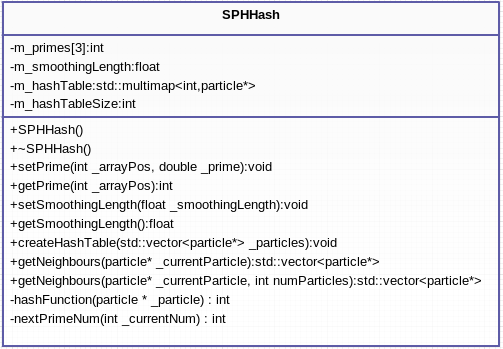 SPHHash
-m_primes[3]:int
-m_smoothingLength:float
-m_hashTable:std::multimap<int,particle*>
-m_hashTableSize:int
+SPHHash()
+~SPHHash()
+setPrime(int _arrayPos, double _prime):void
+getPrime(int _arrayPos):int
+setSmoothingLength(float _smoothingLength):void
+getSmoothingLength():float
+createHashTable(std::vector<particle*> _particles):void
+getNeighbours(particle* _currentParticle):std::vector<particle*>
+getNeighbours(particle* _currentParticle, int numParticles):std::vector<particle*>
-hashFunction(particle * _particle) : int
-nextPrimeNum(int _currentNum) : int